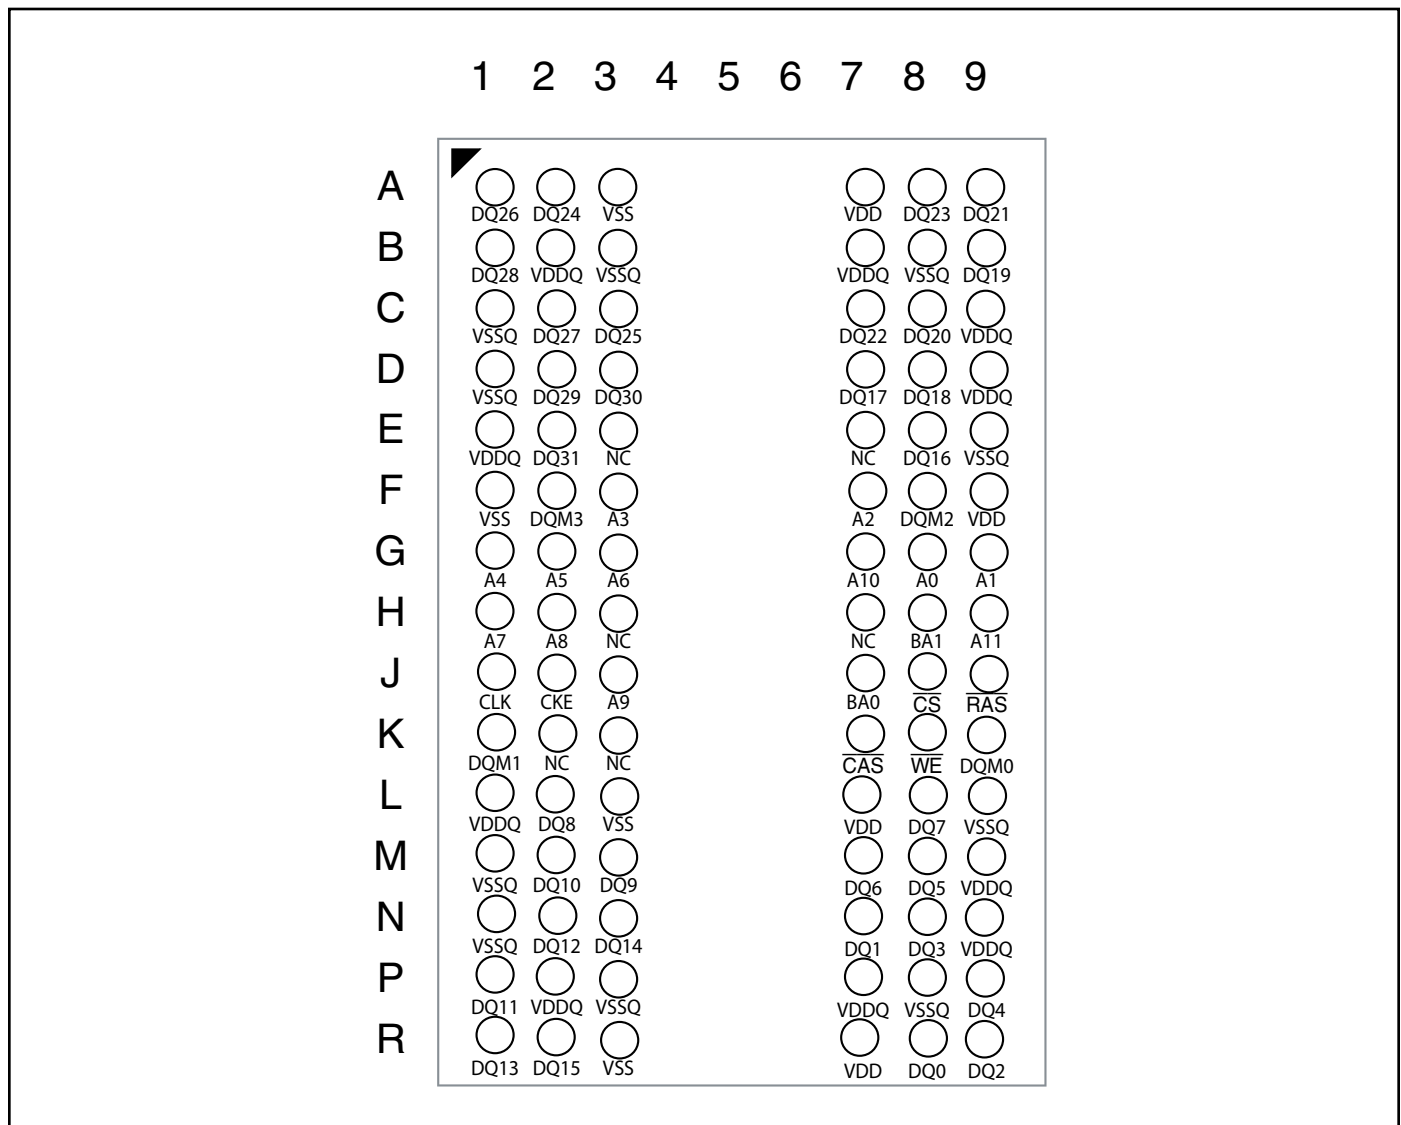 1 2 3 4 5 6 7 8 9
A
DQ26 DQ24 VSS VDD DQ23 DQ21
B
DQ28 VDDQ VSSQ VDDQ VSSQ DQ19
C
VSSQ DQ27 DQ25 DQ22 DQ20 VDDQ
D
VSSQ DQ29 DQ30 DQ17 DQ18 VDDQ
E
VDDQ DQ31 NC NC DQ16 VSSQ
F
VSS DQM3 A3 A2 DQM2 VDD
G
A4 A5 A6 A10 A0 A1
H
A7 A8 NC NC BA1 A11
J
CLK CKE A9 BA0 C̅S̅ R̅A̅S̅
K
DQM1 NC NC C̅A̅S̅ W̅E̅ DQM0
L
VDDQ DQ8 VSS VDD DQ7 VSSQ
M
VSSQ DQ10 DQ9 DQ6 DQ5 VDDQ
N
VSSQ DQ12 DQ14 DQ1 DQ3 VDDQ
P
DQ11 VDDQ VSSQ VDDQ VSSQ DQ4
R
DQ13 DQ15 VSS VDD DQ0 DQ2